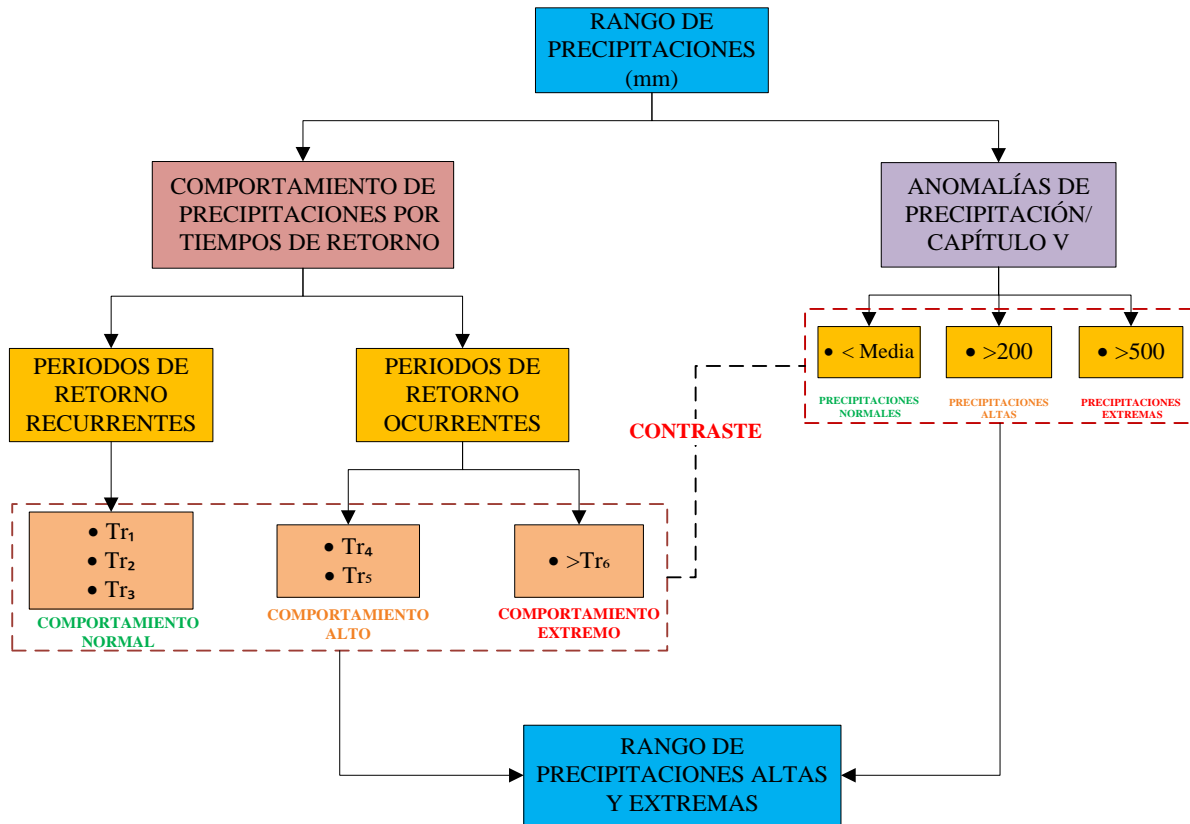 RANGO DE
PRECIPITACIONES
(mm)
COMPORTAMIENTO DE
PRECIPITACIONES POR
TIEMPOS DE RETORNO
ANOMALÍAS DE
PRECIPITACIÓN/
CAPÍTULO V
PERIODOS DE
RETORNO
RECURRENTES
PERIODOS DE
RETORNO
OCURRENTES
• < Media
• >200
• >500
PRECIPITACIONES
NORMALES
PRECIPITACIONES
ALTAS
PRECIPITACIONES
EXTREMAS
CONTRASTE
• Tr₁
• Tr₂
• Tr₃
• Tr₄
• Tr₅
• >Tr₆
COMPORTAMIENTO
NORMAL
COMPORTAMIENTO
ALTO
COMPORTAMIENTO
EXTREMO
RANGO DE
PRECIPITACIONES ALTAS
Y EXTREMAS